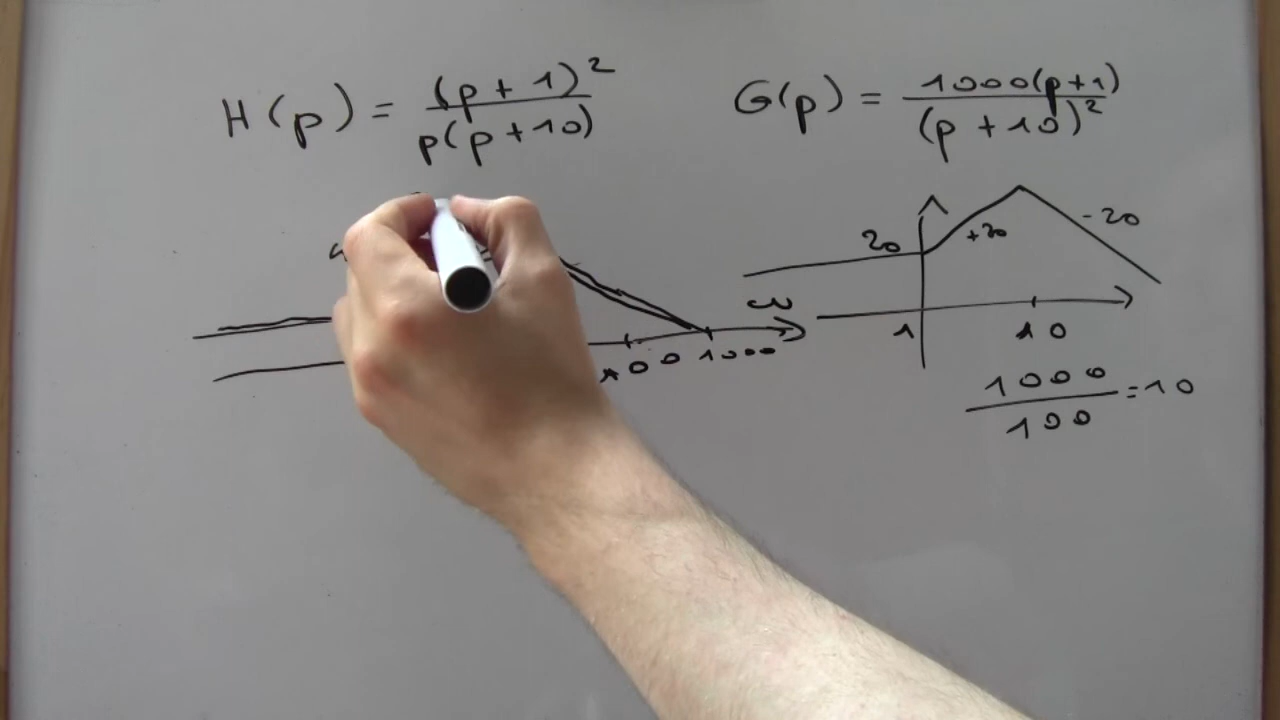 H(p) = (p + 1)² / p(p + 10)
G(p) = 1000(p+1) / (p + 10)²
20
+20
-20
ω
100 1000
1
10
1000 / 100 = 10